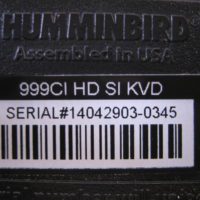 HUMMINBIRD
Assembled in USA
999CI HD SI KVD
SERIAL#14042903-0345